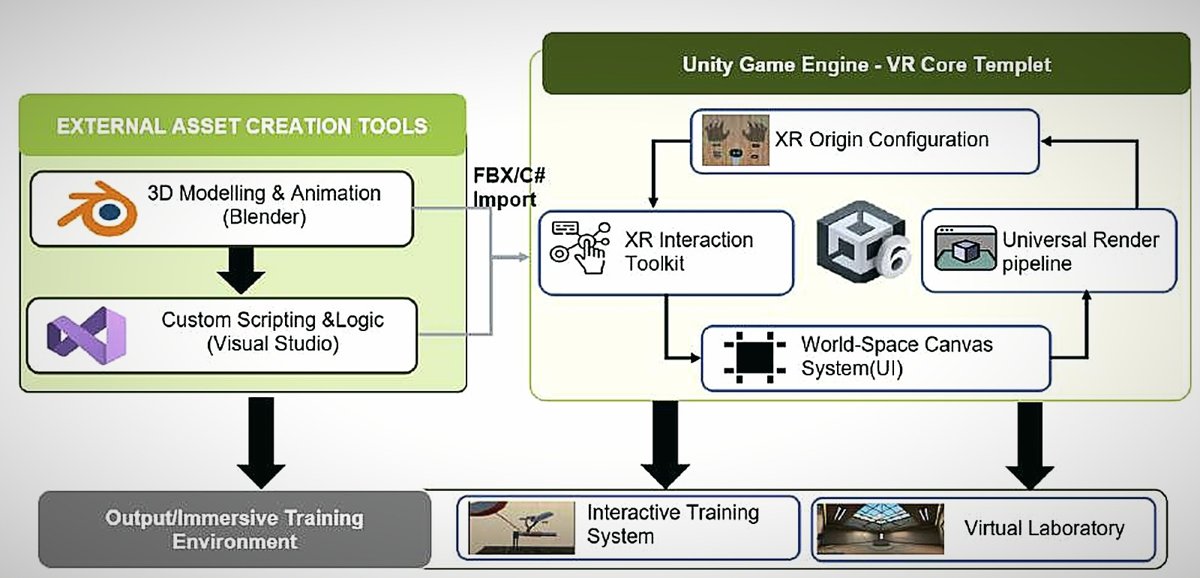 Unity Game Engine - VR Core Templet
EXTERNAL ASSET CREATION TOOLS
3D Modelling & Animation
(Blender)
Custom Scripting &Logic
(Visual Studio)
FBX/C#
Import
XR Origin Configuration
XR Interaction
Toolkit
6
Universal Render
pipeline
World-Space Canvas
System(UI)
Output/Immersive Training
Environment
Interactive Training
System
Virtual Laboratory